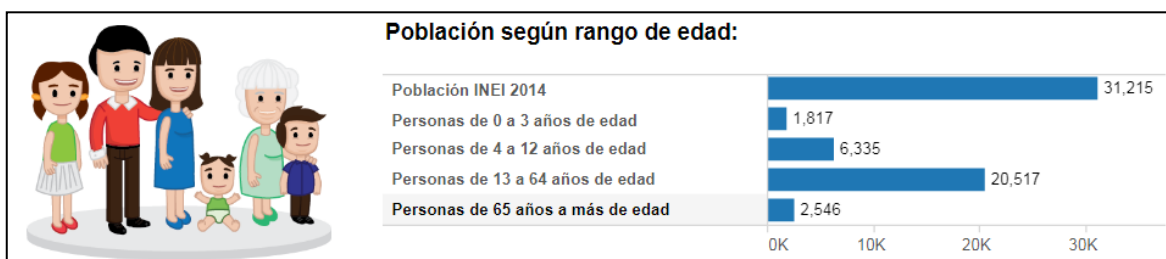 Población según rango de edad:
Población INEI 2014 31,215
Personas de 0 a 3 años de edad 1,817
Personas de 4 a 12 años de edad 6,335
Personas de 13 a 64 años de edad 20,517
Personas de 65 años a más de edad 2,546
0K 10K 20K 30K